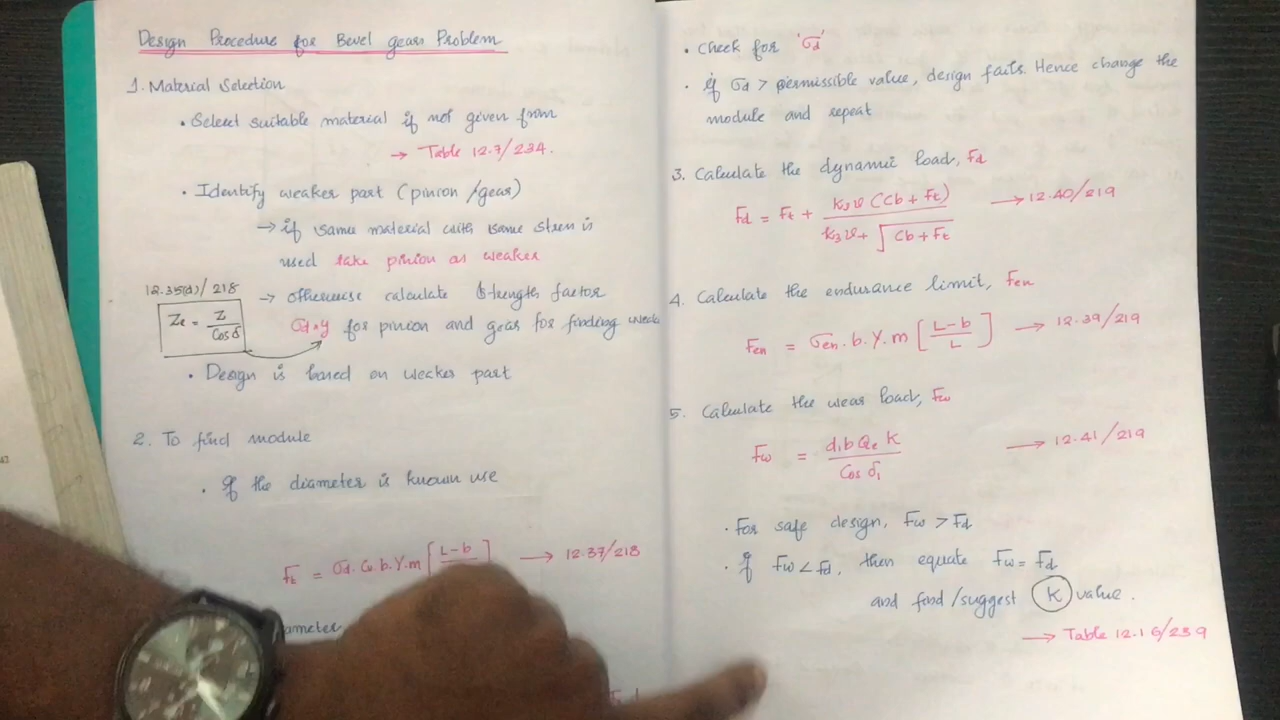 Design Procedure for Bevel gears Problem
1. Material Selection
• Select suitable material if not given from
→ Table 12.7/234.
• Identify weaker part (pinion/gear)
→ if same material with same stress is
used take pinion as weaker
12.35(d)/218
→ otherwise calculate strength factor
Ze = Z / Cos δ
σd × y for pinion and gear for finding weak
• Design is based on weaker part
2. To find module
• If the diameter is known use
Ft = σd. Cv. b. Y. m [L-b → 12.37/218
ameter
• Check for 'σd'
• if σd > permissible value, design fails. Hence change the
module and repeat
3. Calculate the dynamic load, Fd
Fd = Ft + K3v (Cb + Ft) / K3v + √Cb + Ft → 12.40/219
4. Calculate the endurance limit, Fen
Fen = σen. b. Y. m [L-b / L] → 12.39/219
5. Calculate the wear load, Fw
Fw = d1 b Qe K / Cos δ1 → 12.41/219
• For safe design, Fw > Fd
• If Fw < Fd, then equate Fw = Fd
and find/suggest K value.
→ Table 12.16/239